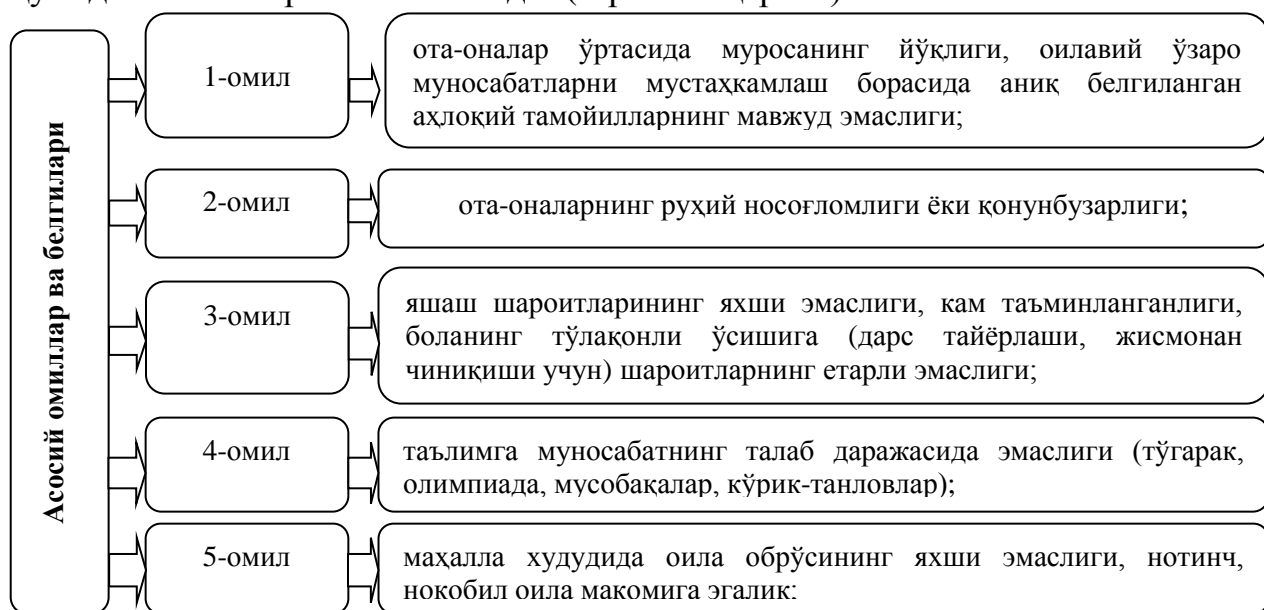 Асосий омиллар ва белгилари
1-омил
ота-оналар ўртасида муросанинг йўқлиги, оилавий ўзаро
муносабатларни мустаҳкамлаш борасида аниқ белгиланган
аҳлоқий тамойилларнинг мавжуд эмаслиги;
2-омил
ота-оналарнинг руҳий носоғломлиги ёки қонунбузарлиги;
3-омил
яшаш шароитларининг яхши эмаслиги, кам таъминланганлиги,
боланинг тўлақонли ўсишига (дарс тайёрлаши, жисмонан
чиниқиши учун) шароитларнинг етарли эмаслиги;
4-омил
таълимга муносабатнинг талаб даражасида эмаслиги (тўгарак,
олимпиада, мусобақалар, кўрик-танловлар);
5-омил
маҳалла худудида оила обрўсининг яхши эмаслиги, нотинч,
нокобил оила макомига эгалик;